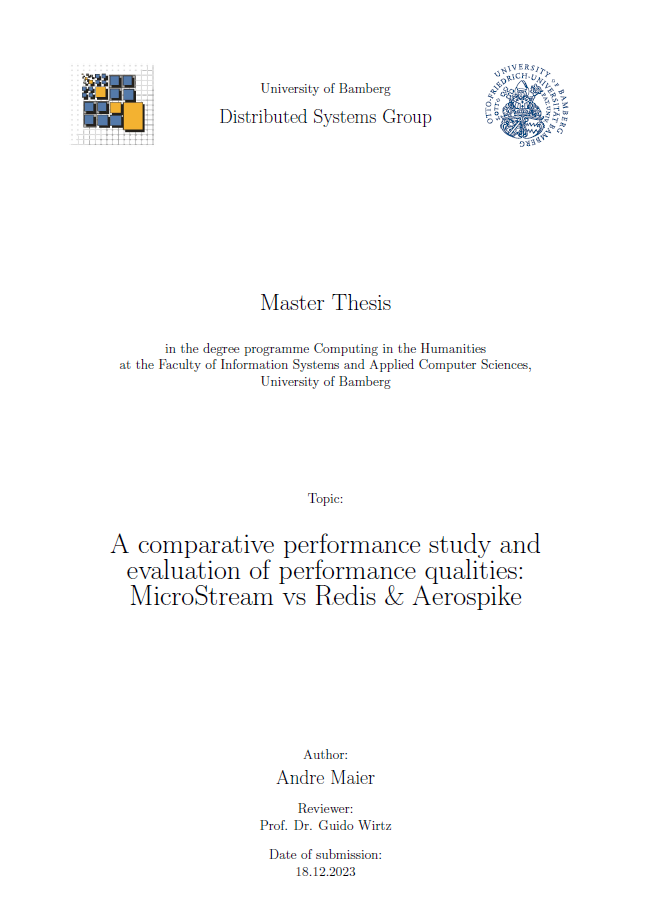 University of Bamberg
Distributed Systems Group
OTTO-FRIEDRICH-UNIVERSITÄT BAMBERG
UNIVERSITY OF BAMBERG
Master Thesis
in the degree programme Computing in the Humanities
at the Faculty of Information Systems and Applied Computer Sciences,
University of Bamberg
Topic:
A comparative performance study and
evaluation of performance qualities:
MicroStream vs Redis & Aerospike
Author:
Andre Maier
Reviewer:
Prof. Dr. Guido Wirtz
Date of submission:
18.12.2023